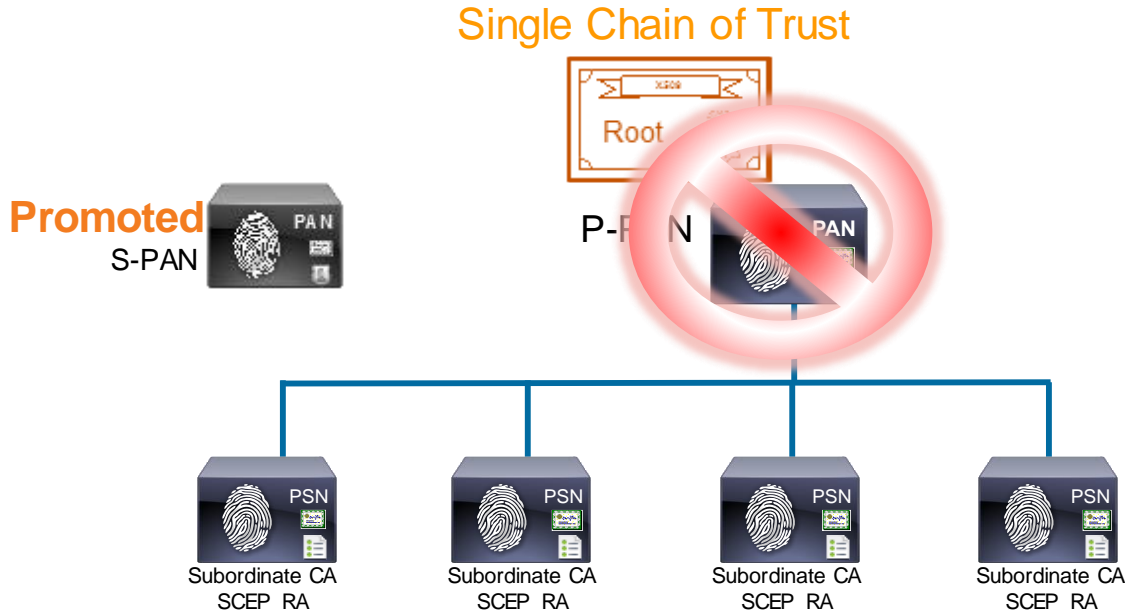 Single Chain of Trust
X.509
Root
Promoted
S-PAN
PAN
P-P N
PAN
PSN
PSN
PSN
PSN
Subordinate CA
SCEP RA
Subordinate CA
SCEP RA
Subordinate CA
SCEP RA
Subordinate CA
SCEP RA